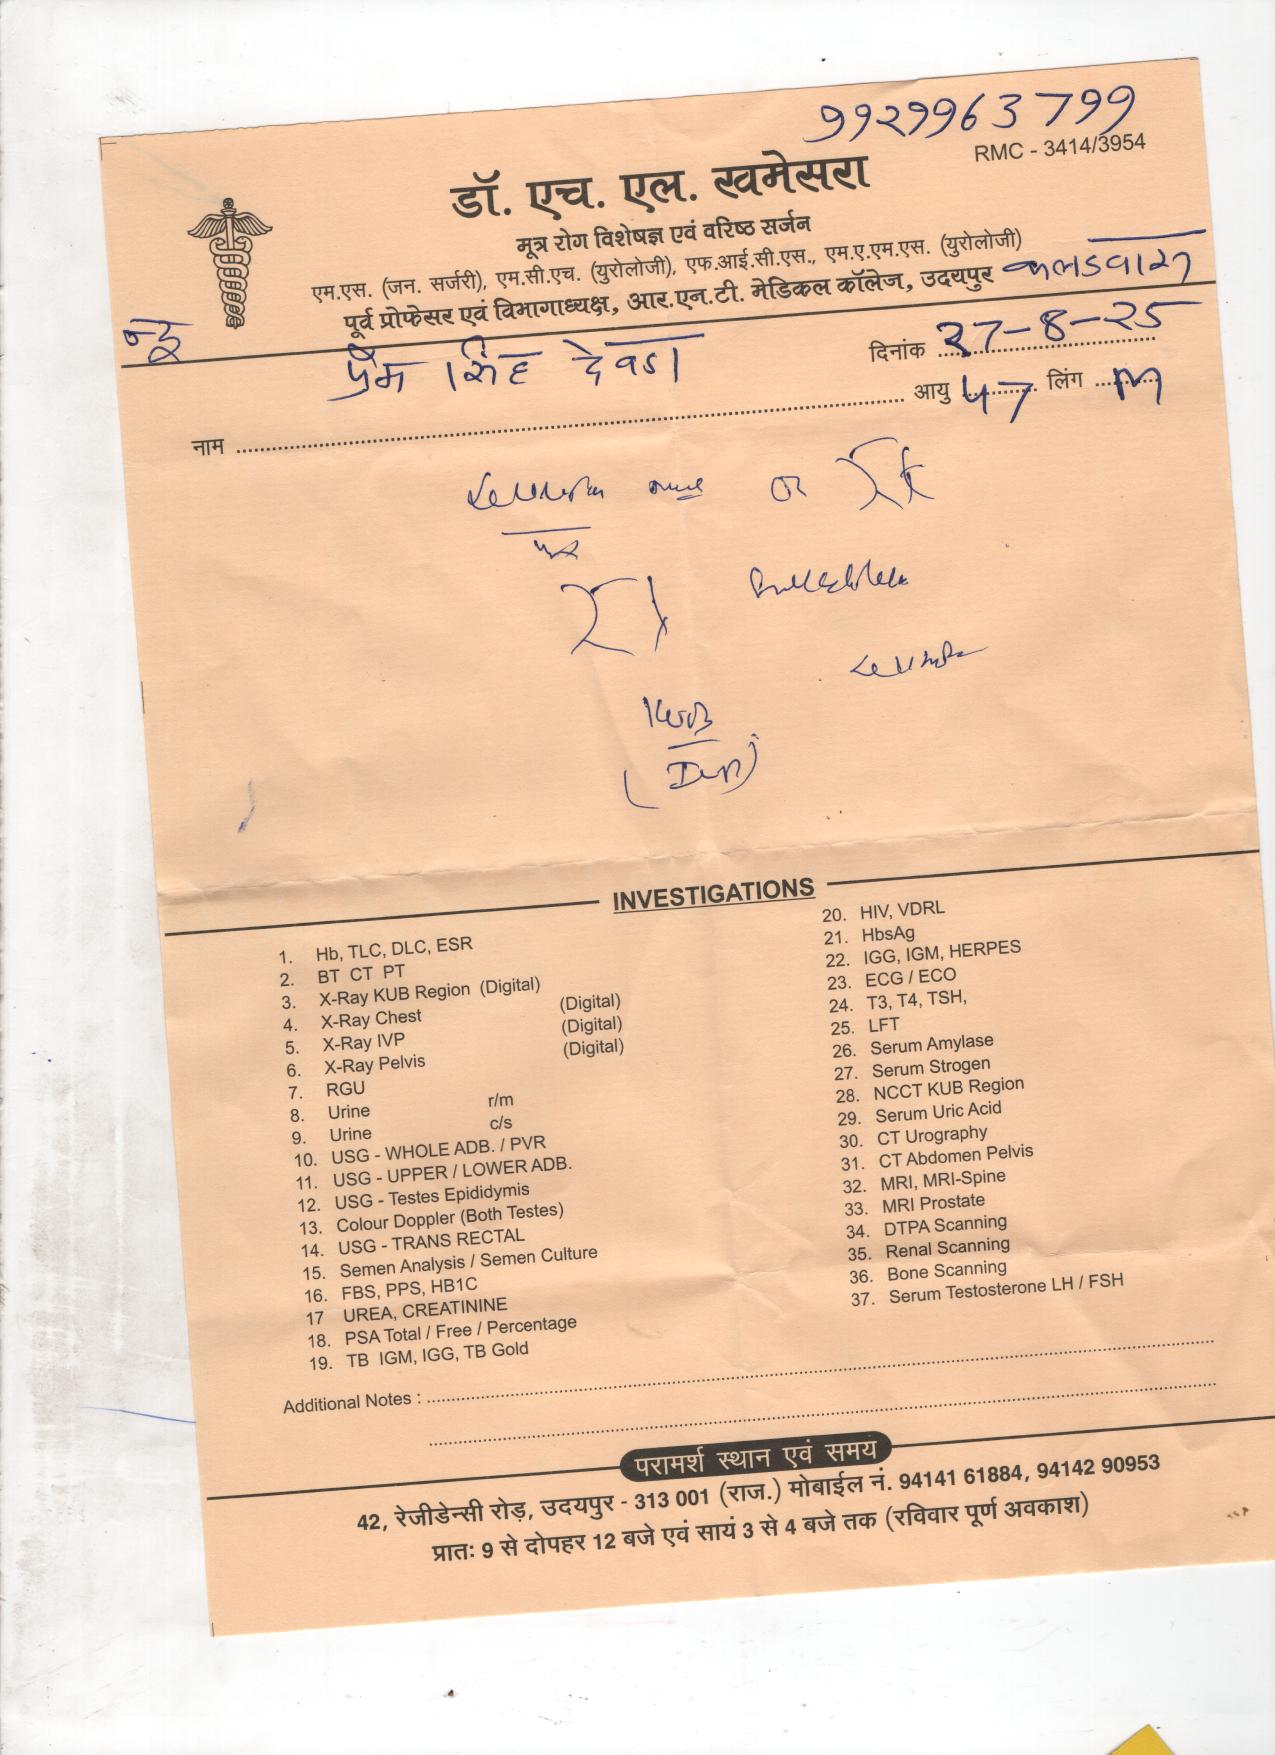 9929963799
RMC - 3414/3954
डॉ. एच. एल. खमेसरा
मूत्र रोग विशेषज्ञ एवं वरिष्ठ सर्जन
एम.एस. (जन. सर्जरी), एम.सी.एच. (युरोलोजी), एफ.आई.सी.एस., एम.ए.एम.एस. (युरोलोजी)
पूर्व प्रोफेसर एवं विभागाध्यक्ष, आर.एन.टी. मेडिकल कॉलेज, उदयपुर कलडवास
दिनांक 27-8-25
नाम प्रेम सिंह देवडा आयु 47 लिंग M
INVESTIGATIONS
1. Hb, TLC, DLC, ESR
2. BT CT PT
3. X-Ray KUB Region (Digital)
4. X-Ray Chest (Digital)
5. X-Ray IVP (Digital)
6. X-Ray Pelvis (Digital)
7. RGU
8. Urine r/m
9. Urine c/s
10. USG - WHOLE ADB. / PVR
11. USG - UPPER / LOWER ADB.
12. USG - Testes Epididymis
13. Colour Doppler (Both Testes)
14. USG - TRANS RECTAL
15. Semen Analysis / Semen Culture
16. FBS, PPS, HB1C
17 UREA, CREATININE
18. PSA Total / Free / Percentage
19. TB IGM, IGG, TB Gold
20. HIV, VDRL
21. HbsAg
22. IGG, IGM, HERPES
23. ECG / ECO
24. T3, T4, TSH,
25. LFT
26. Serum Amylase
27. Serum Strogen
28. NCCT KUB Region
29. Serum Uric Acid
30. CT Urography
31. CT Abdomen Pelvis
32. MRI, MRI-Spine
33. MRI Prostate
34. DTPA Scanning
35. Renal Scanning
36. Bone Scanning
37. Serum Testosterone LH / FSH
Additional Notes :
परामर्श स्थान एवं समय
42, रेजीडेन्सी रोड़, उदयपुर - 313 001 (राज.) मोबाईल नं. 94141 61884, 94142 90953
प्रातः 9 से दोपहर 12 बजे एवं सायं 3 से 4 बजे तक (रविवार पूर्ण अवकाश)